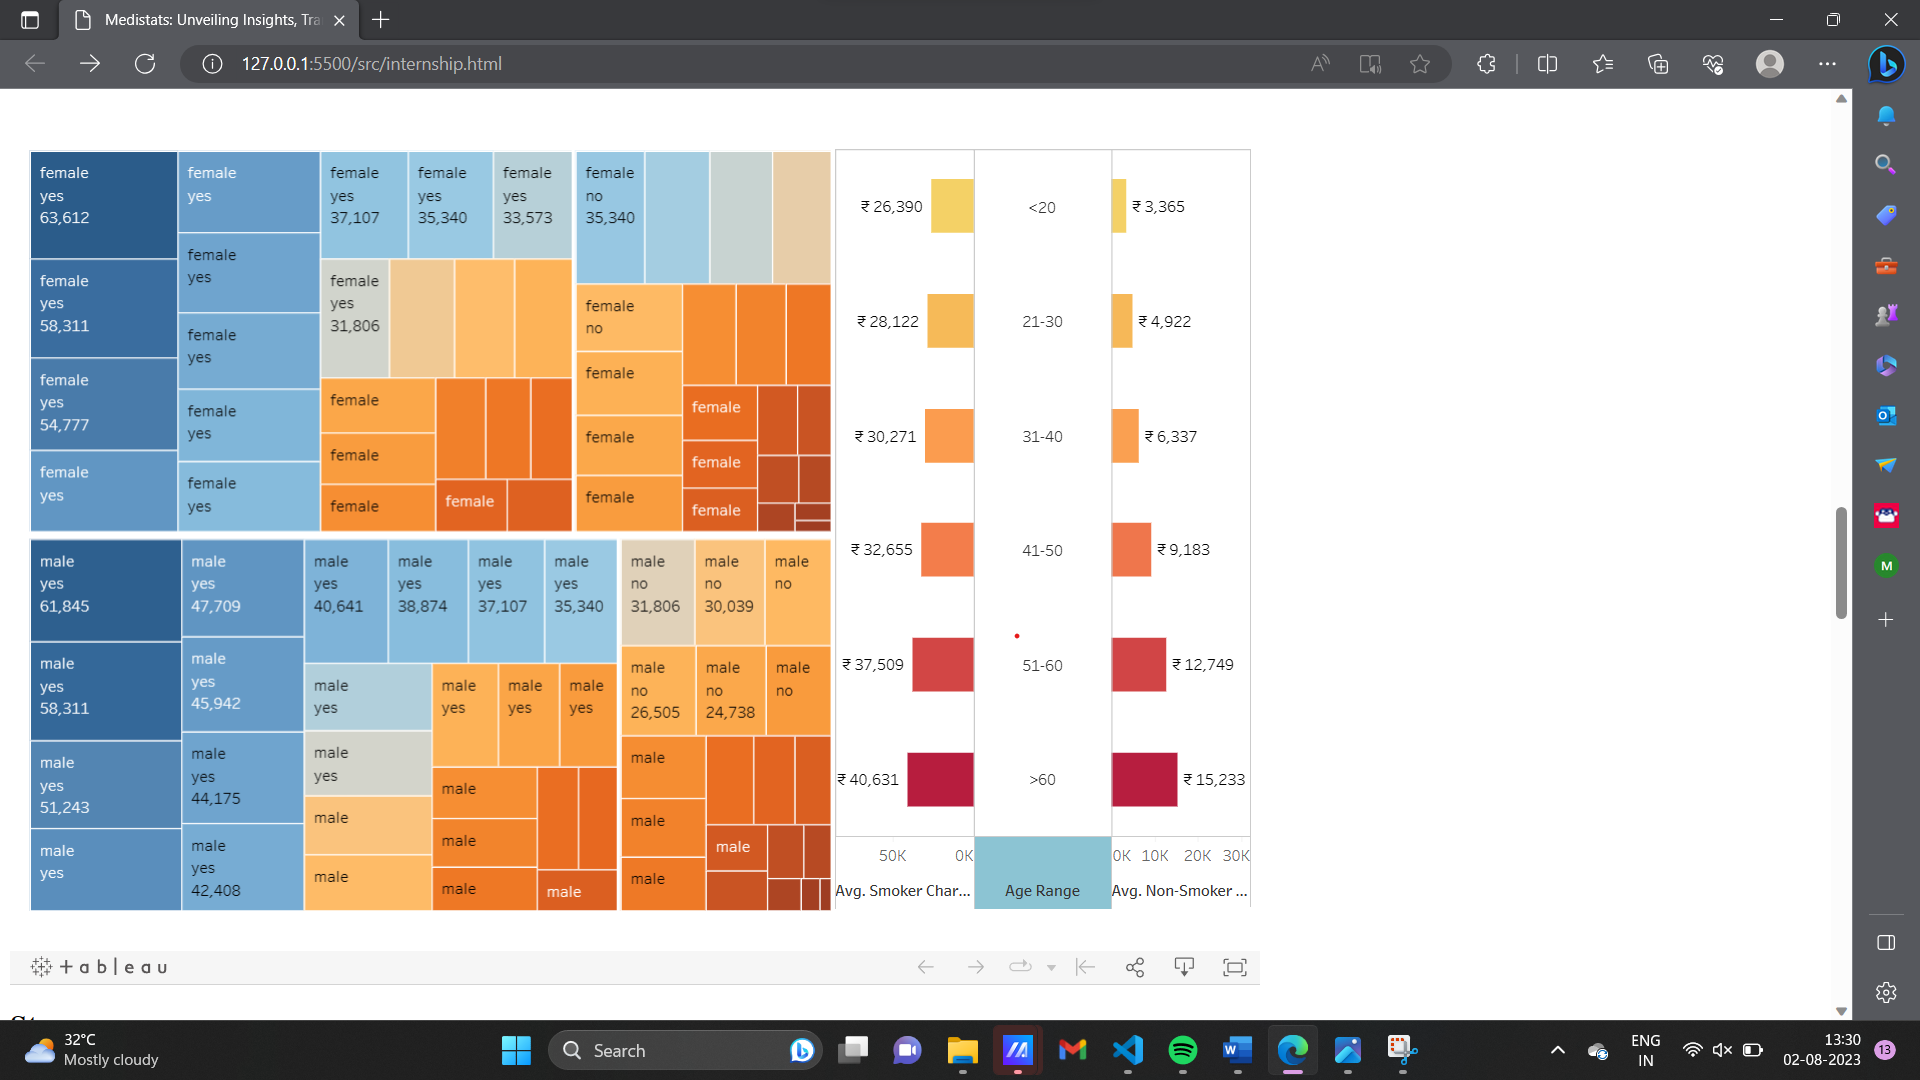 Medistats: Unveiling Insights, Tra
127.0.0.1:5500/src/internship.html
female
yes
63,612
female
yes
58,311
female
yes
54,777
female
yes
female
yes
female
yes
female
yes
female
yes
female
yes
female
yes
37,107
female
yes
35,340
female
yes
33,573
female
yes
31,806
female
female
female
female
female
no
35,340
female
no
female
female
female
female
female
female
male
yes
61,845
male
yes
58,311
male
yes
51,243
male
yes
male
yes
47,709
male
yes
45,942
male
yes
44,175
male
yes
42,408
male
yes
40,641
male
yes
38,874
male
yes
37,107
male
yes
35,340
male
yes
male
yes
male
male
male
yes
male
yes
male
yes
male
male
male
male
male
no
31,806
male
no
30,039
male
no
male
no
26,505
male
no
24,738
male
no
male
male
male
male
₹ 26,390 <20 ₹ 3,365
₹ 28,122 21-30 ₹ 4,922
₹ 30,271 31-40 ₹ 6,337
₹ 32,655 41-50 ₹ 9,183
₹ 37,509 51-60 ₹ 12,749
₹ 40,631 >60 ₹ 15,233
50K 0K 0K 10K 20K 30K
Avg. Smoker Char... Age Range Avg. Non-Smoker ...
+ableau
M
32°C
Mostly cloudy
Search
ENG
IN
13:30
02-08-2023
13